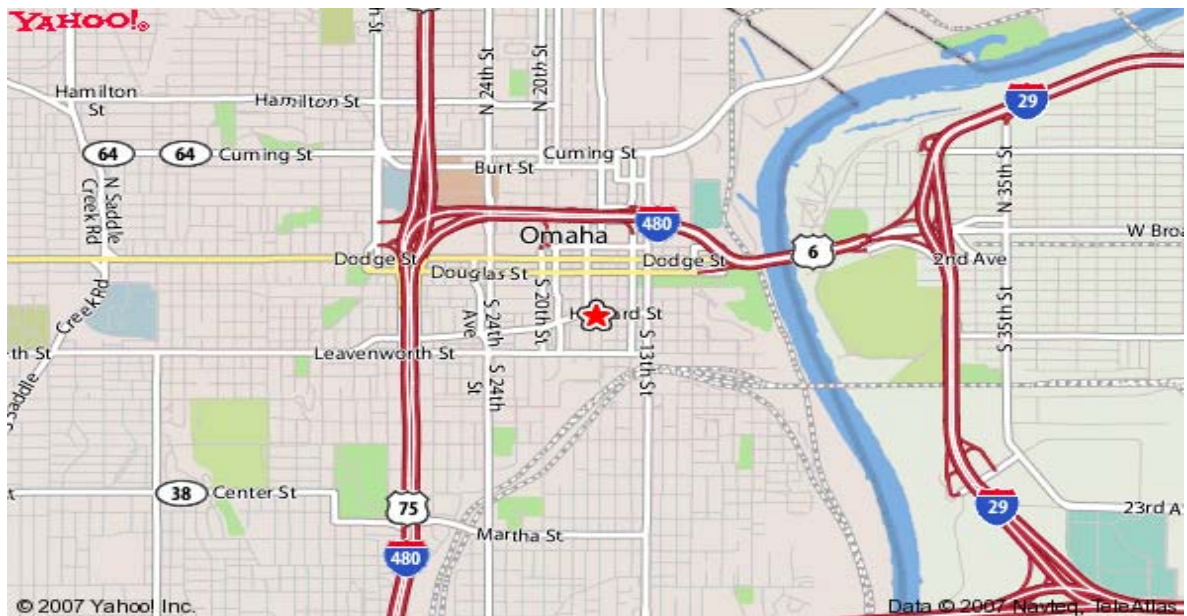 YAHOO!®
29
Hamilton
St
Hamilton St
N 24th St
N 20th St
N 35th St
64
64
Cuming St
Cuming St
Burt St
N Saddle
Creek Rd
480
Omaha
6
W Broa
Dodge St
Dodge St
2nd Ave
Douglas St
Creek Rd
S 24th
Ave
S 20th St
S 35th St
S 13th St
Leavenworth St
th St
S Saddle
S 24th
St
38
Center St
75
29
23rd A
Martha St
480
© 2007 Yahoo! Inc.
Data © 2007 Navteq, TeleAtlas